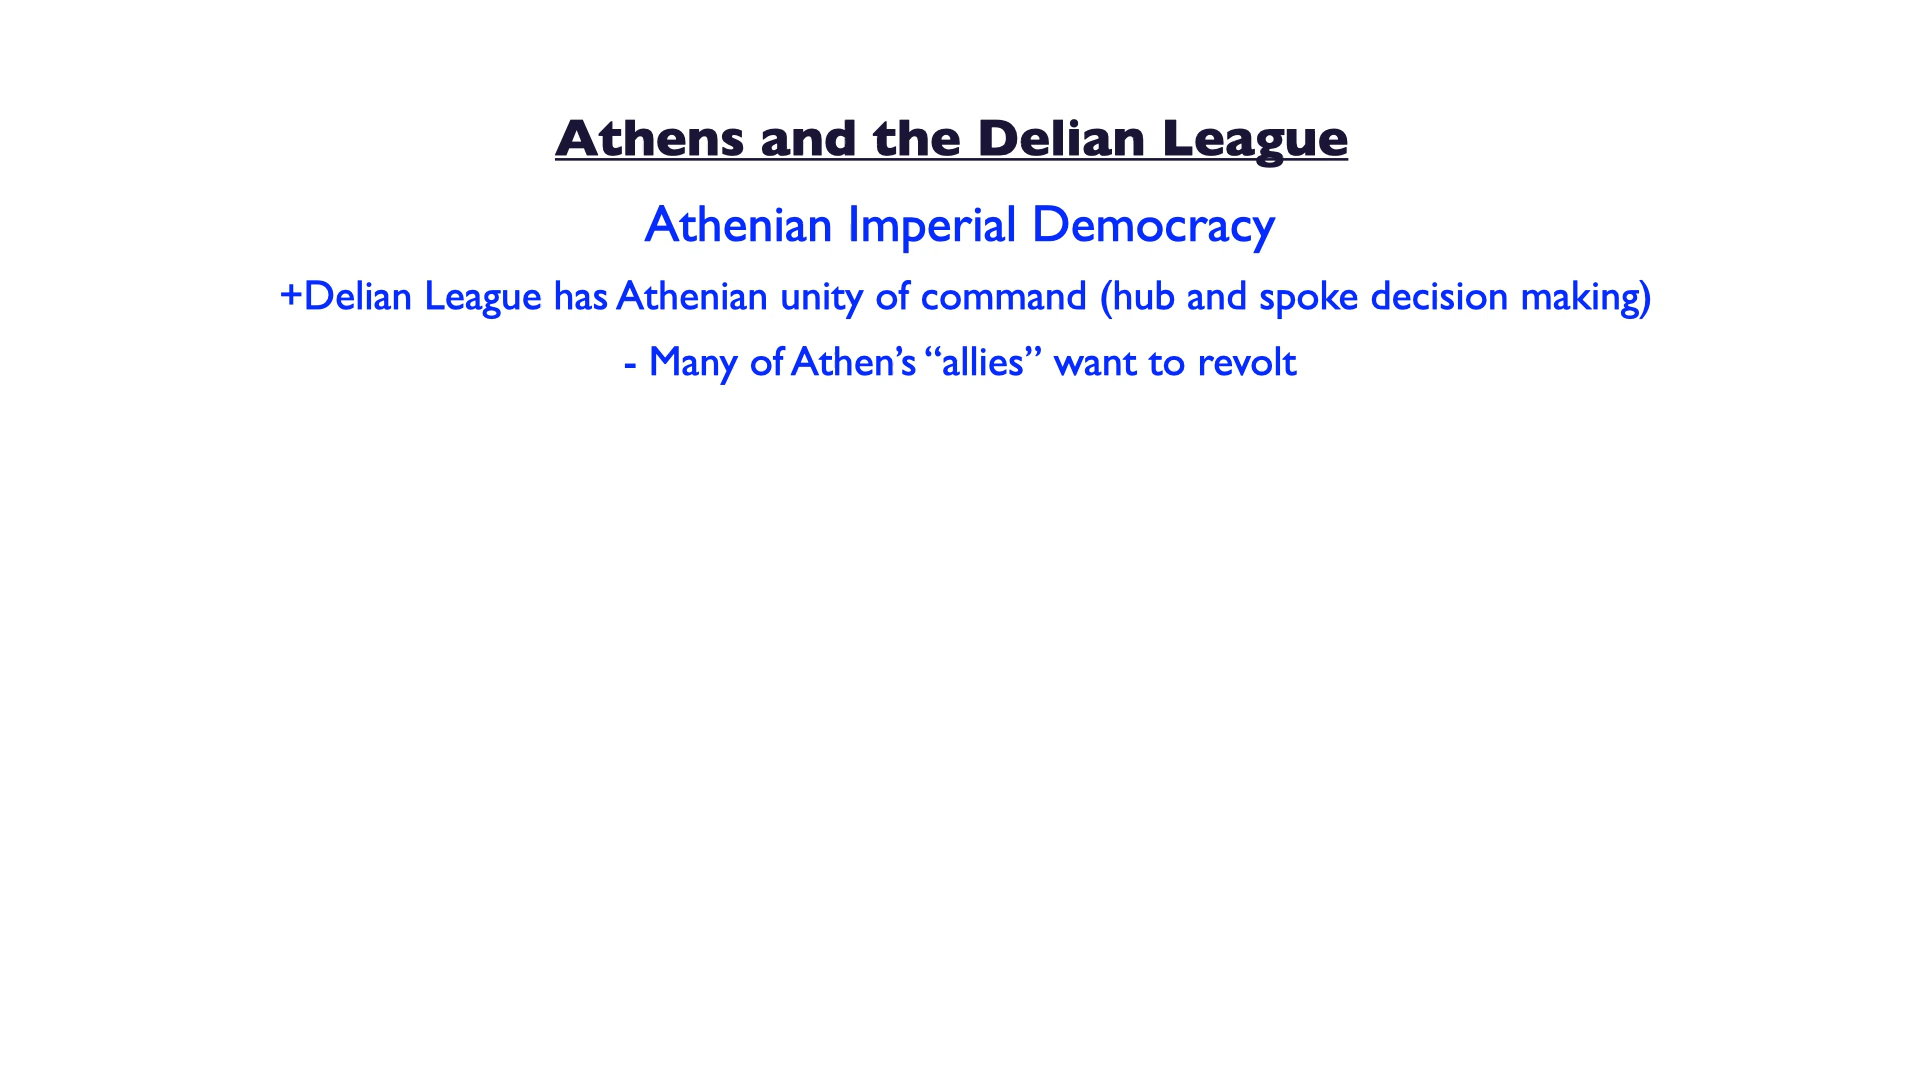 Athens and the Delian League
Athenian Imperial Democracy
+Delian League has Athenian unity of command (hub and spoke decision making)
- Many of Athen’s “allies” want to revolt